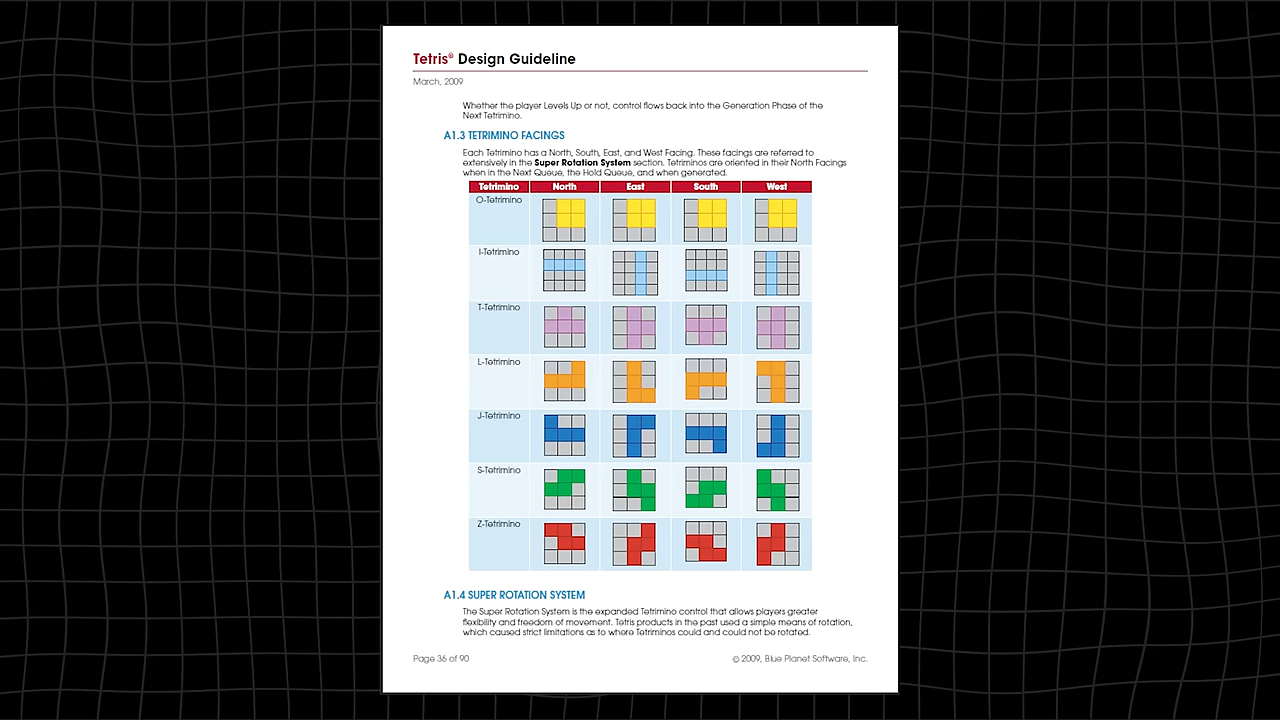 Tetris® Design Guideline
March, 2009
Whether the player Levels Up or not, control flows back into the Generation Phase of the
Next Tetrimino.
A1.3 TETRIMINO FACINGS
Each Tetrimino has a North, South, East, and West Facing. These facings are referred to
extensively in the Super Rotation System section. Tetriminos are oriented in their North Facings
when in the Next Queue, the Hold Queue, and when generated.
Tetrimino North East South West
O-Tetrimino
I-Tetrimino
T-Tetrimino
L-Tetrimino
J-Tetrimino
S-Tetrimino
Z-Tetrimino
A1.4 SUPER ROTATION SYSTEM
The Super Rotation System is the expanded Tetrimino control that allows players greater
flexibility and freedom of movement. Tetris products in the past used a simple means of rotation,
which caused strict limitations as to where Tetriminos could and could not be rotated.
Page 36 of 90 © 2009, Blue Planet Software, Inc.